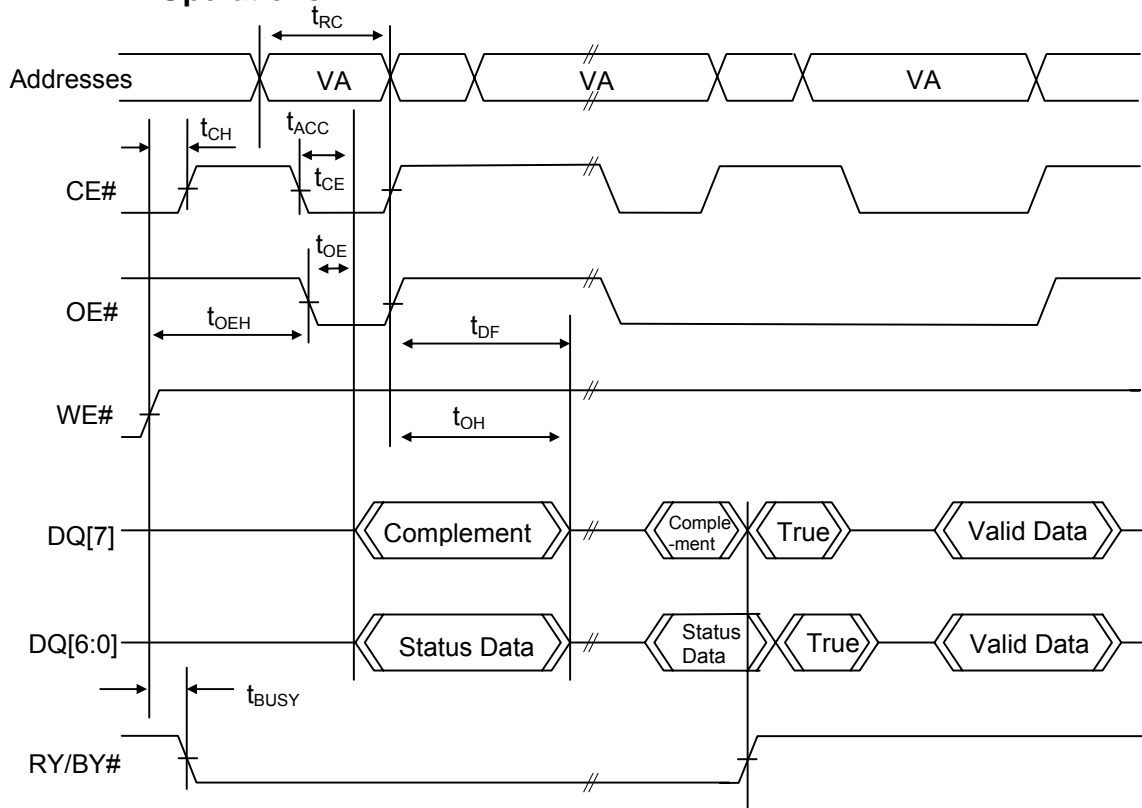 tRC
Addresses VA VA VA
tCH tACC
CE# tCE
tOE
OE# tOEH tDF
WE# tOH
DQ[7] Complement Comple
-ment True Valid Data
DQ[6:0] Status Data Status
Data True Valid Data
tBUSY
RY/BY#